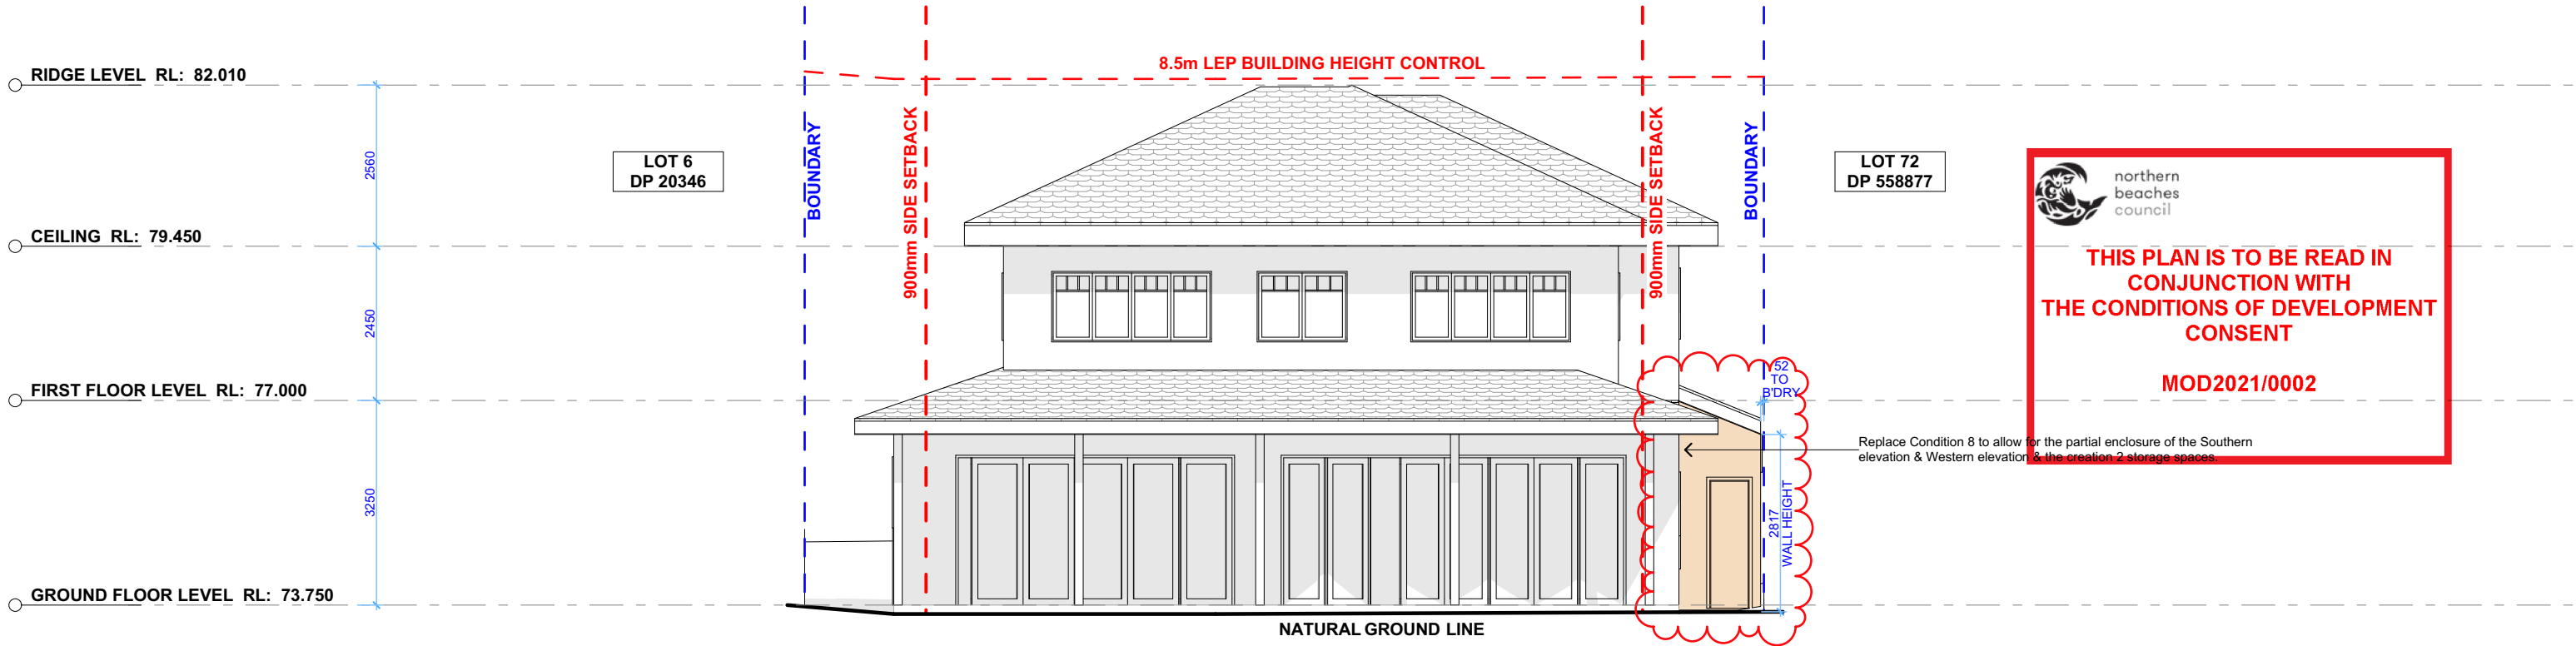 RIDGE LEVEL RL: 82.010
8.5m LEP BUILDING HEIGHT CONTROL
2560
LOT 6
DP 20346
BOUNDARY
900mm SIDE SETBACK
900mm SIDE SETBACK
BOUNDARY
LOT 72
DP 558877
northern
beaches
council
CEILING RL: 79.450
THIS PLAN IS TO BE READ IN
CONJUNCTION WITH
THE CONDITIONS OF DEVELOPMENT
CONSENT
MOD2021/0002
2450
FIRST FLOOR LEVEL RL: 77.000
52
TO
B'DRY
Replace Condition 8 to allow for the partial enclosure of the Southern
elevation & Western elevation & the creation 2 storage spaces.
3250
2817
WALL HEIGHT
GROUND FLOOR LEVEL RL: 73.750
NATURAL GROUND LINE